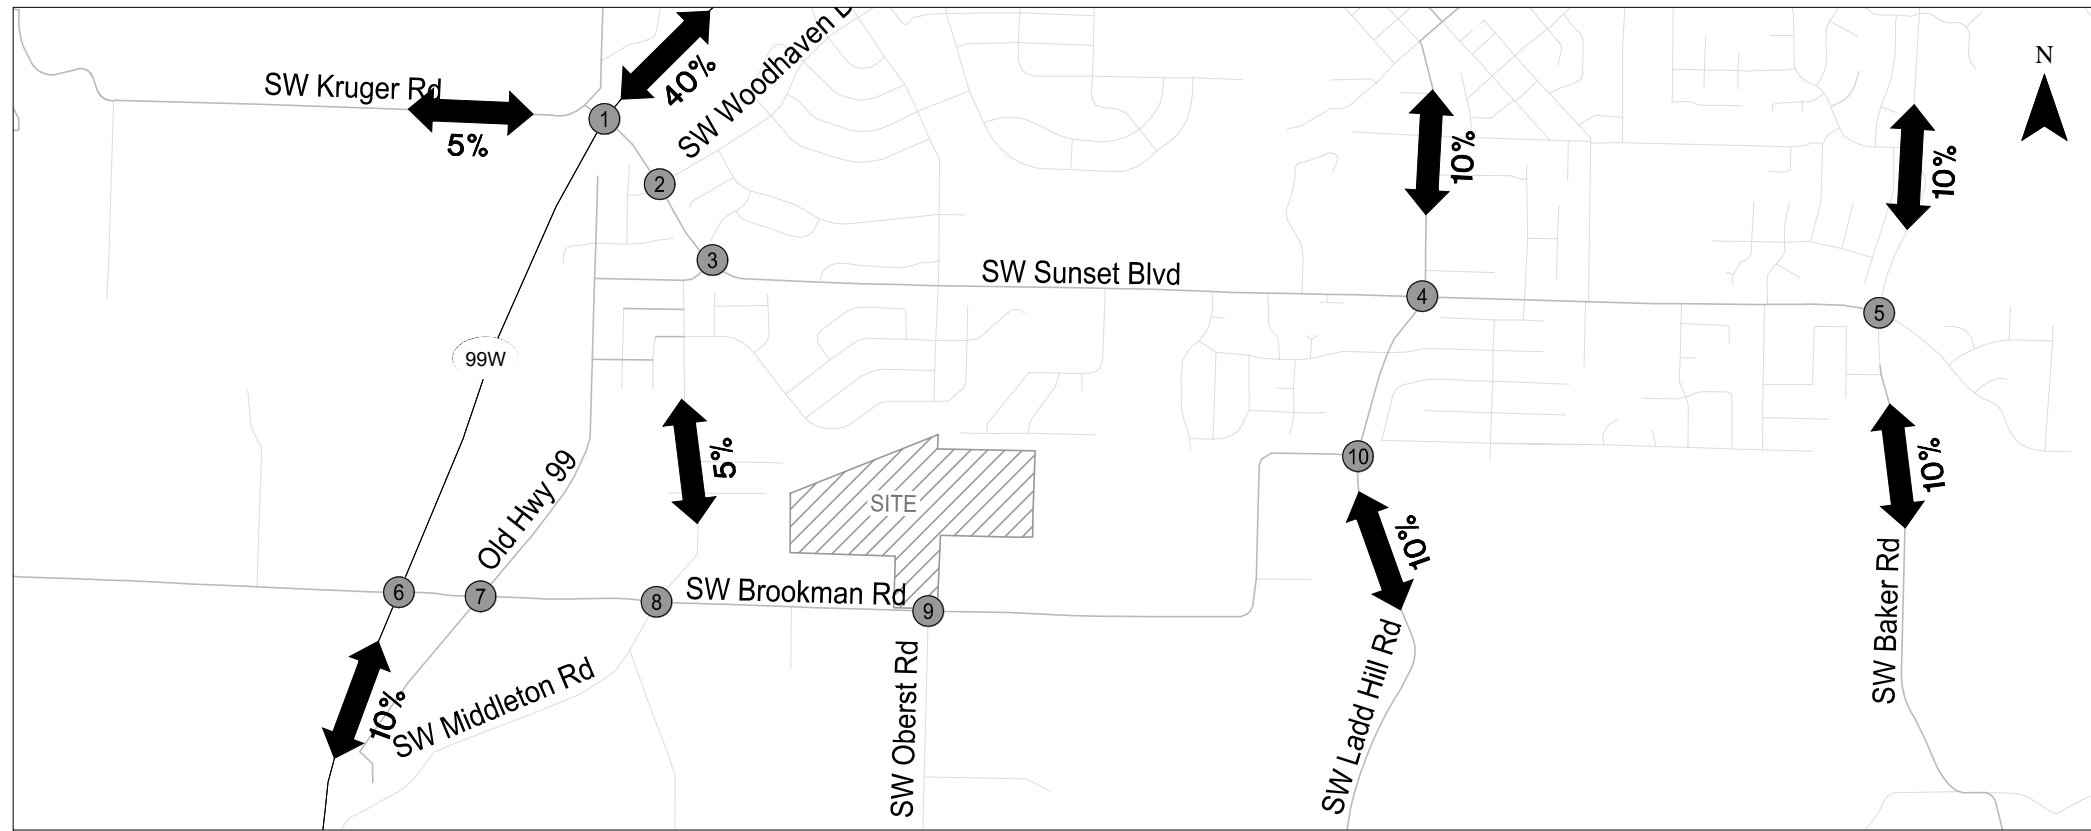 SW Kruger Rd
5%
40%
SW Woodhaven D
10%
10%
N
1
2
3
SW Sunset Blvd
4
5
99W
Old Hwy 99
5%
SITE
10
10%
10%
6
7
8
SW Brookman Rd
9
10%
SW Middleton Rd
SW Oberst Rd
SW Ladd Hill Rd
SW Baker Rd